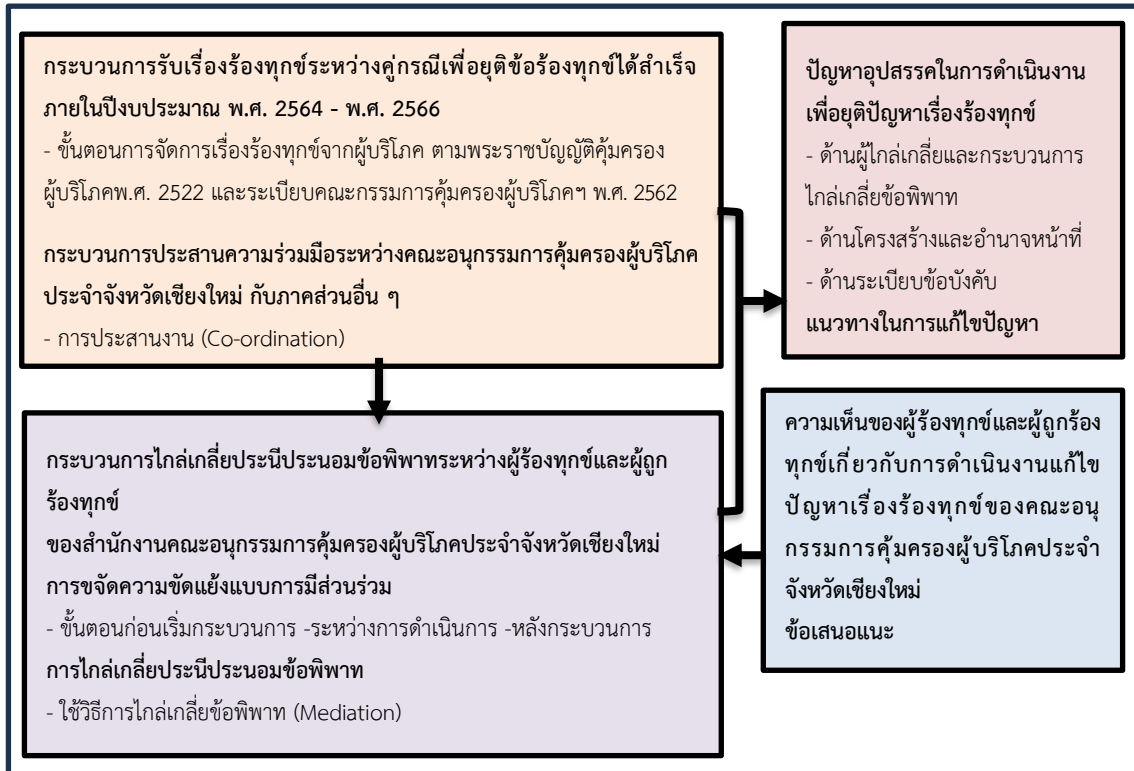 กระบวนการรับเรื่องร้องทุกข์ระหว่างคู่กรณีเพื่อยุติข้อร้องทุกข์ได้สำเร็จ
ภายในปีงบประมาณ พ.ศ. 2564 - พ.ศ. 2566
- ขั้นตอนการจัดการเรื่องร้องทุกข์จากผู้บริโภค ตามพระราชบัญญัติคุ้มครอง
ผู้บริโภคพ.ศ. 2522 และระเบียบคณะกรรมการคุ้มครองผู้บริโภคฯ พ.ศ. 2562
กระบวนการประสานความร่วมมือระหว่างคณะอนุกรรมการคุ้มครองผู้บริโภค
ประจำจังหวัดเชียงใหม่ กับภาคส่วนอื่น ๆ
- การประสานงาน (Co-ordination)
ปัญหาอุปสรรคในการดำเนินงาน
เพื่อยุติปัญหาเรื่องร้องทุกข์
- ด้านผู้ไกล่เกลี่ยและกระบวนการ
ไกล่เกลี่ยข้อพิพาท
- ด้านโครงสร้างและอำนาจหน้าที่
- ด้านระเบียบข้อบังคับ
แนวทางในการแก้ไขปัญหา
กระบวนการไกล่เกลี่ยประนีประนอมข้อพิพาทระหว่างผู้ร้องทุกข์และผู้ถูก
ร้องทุกข์
ของสำนักงานคณะอนุกรรมการคุ้มครองผู้บริโภคประจำจังหวัดเชียงใหม่
การขจัดความขัดแย้งแบบการมีส่วนร่วม
- ขั้นตอนก่อนเริ่มกระบวนการ -ระหว่างการดำเนินการ -หลังกระบวนการ
การไกล่เกลี่ยประนีประนอมข้อพิพาท
- ใช้วิธีการไกล่เกลี่ยข้อพิพาท (Mediation)
ความเห็นของผู้ร้องทุกข์และผู้ถูกร้อง
ทุกข์เกี่ยวกับการดำเนินงานแก้ไข
ปัญหาเรื่องร้องทุกข์ของคณะอนุ
กรรมการคุ้มครองผู้บริโภคประจำ
จังหวัดเชียงใหม่
ข้อเสนอแนะ